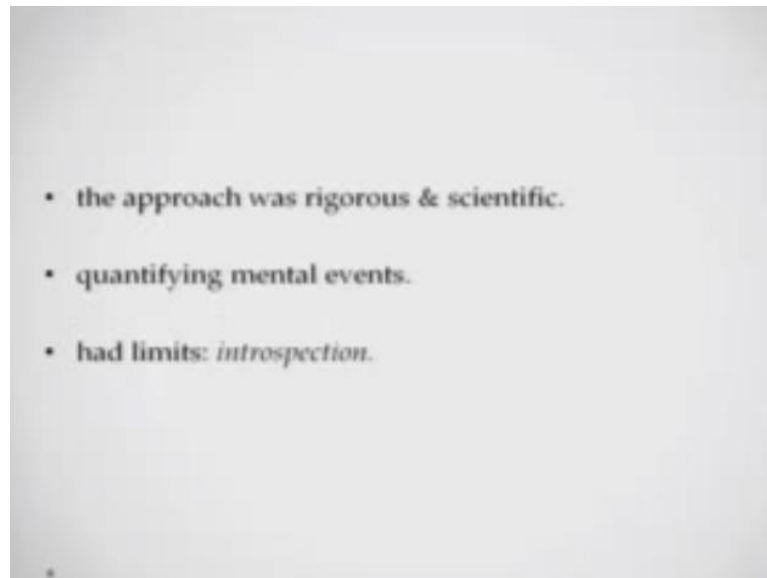 • the approach was rigorous & scientific.
• quantifying mental events.
• had limits: introspection.